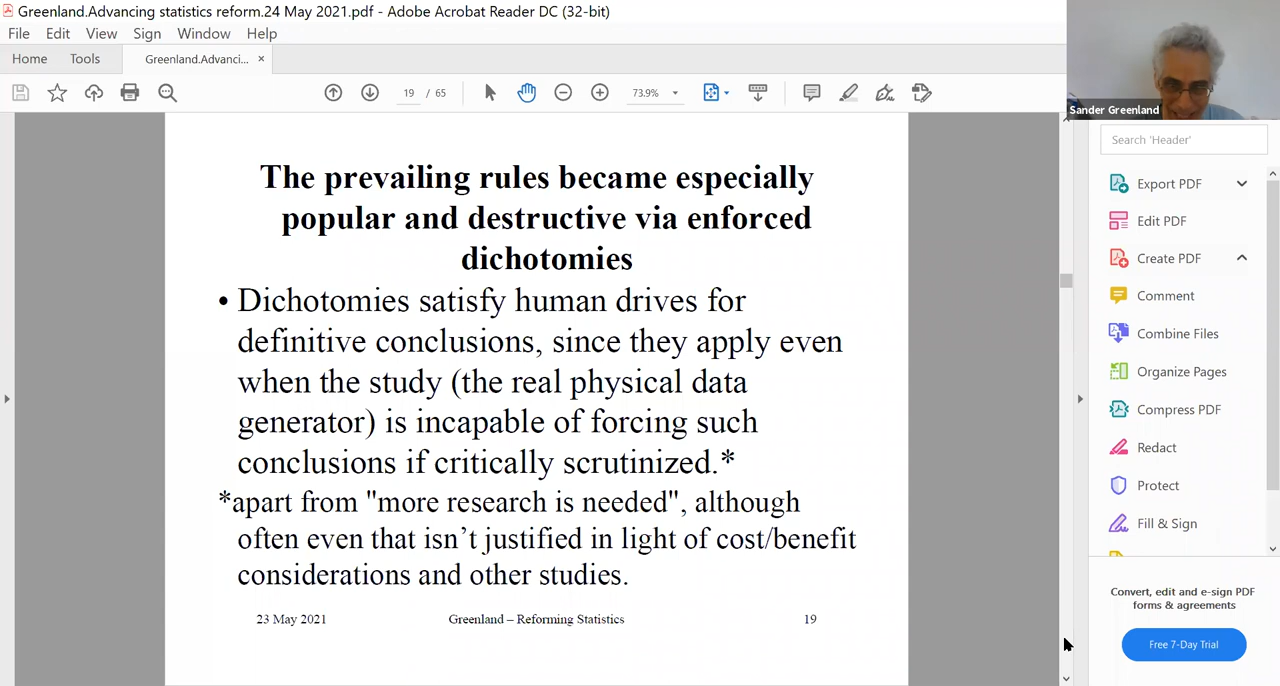 Greenland.Advancing statistics reform.24 May 2021.pdf - Adobe Acrobat Reader DC (32-bit)
File Edit View Sign Window Help
Home Tools Greenland.Advanci... ×
19 / 65 73.9%
Sander Greenland
Search 'Header'
The prevailing rules became especially
popular and destructive via enforced
dichotomies
• Dichotomies satisfy human drives for
definitive conclusions, since they apply even
when the study (the real physical data
generator) is incapable of forcing such
conclusions if critically scrutinized.*
*apart from "more research is needed", although
often even that isn’t justified in light of cost/benefit
considerations and other studies.
23 May 2021 Greenland – Reforming Statistics 19
Export PDF
Edit PDF
Create PDF
Comment
Combine Files
Organize Pages
Compress PDF
Redact
Protect
Fill & Sign
Convert, edit and e-sign PDF
forms & agreements
Free 7-Day Trial